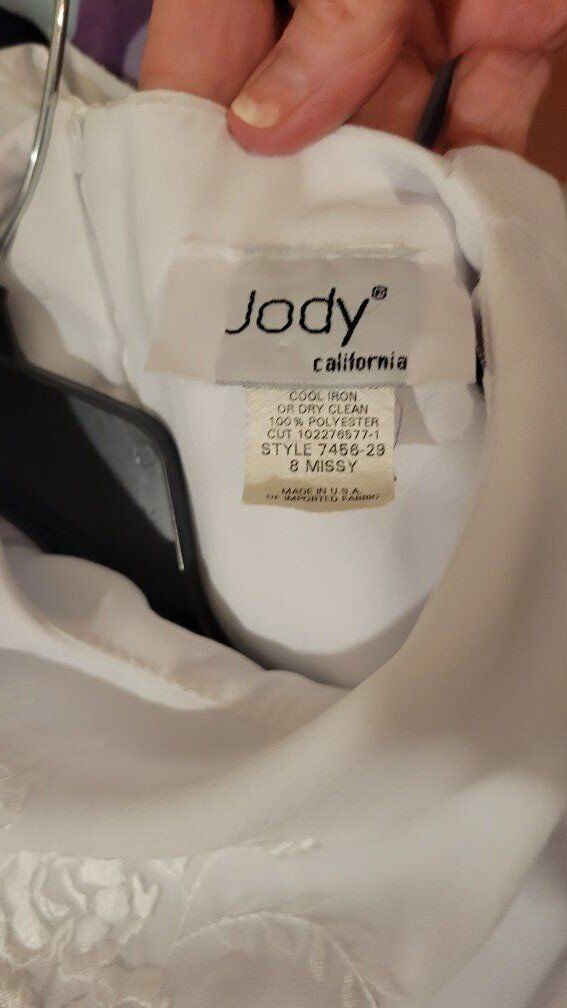 Jody®
california
COOL IRON
OR DRY CLEAN
100% POLYESTER
CUT 102276677-1
STYLE 7456-29
8 MISSY
MADE IN U.S.A.
OF IMPORTED FABRIC